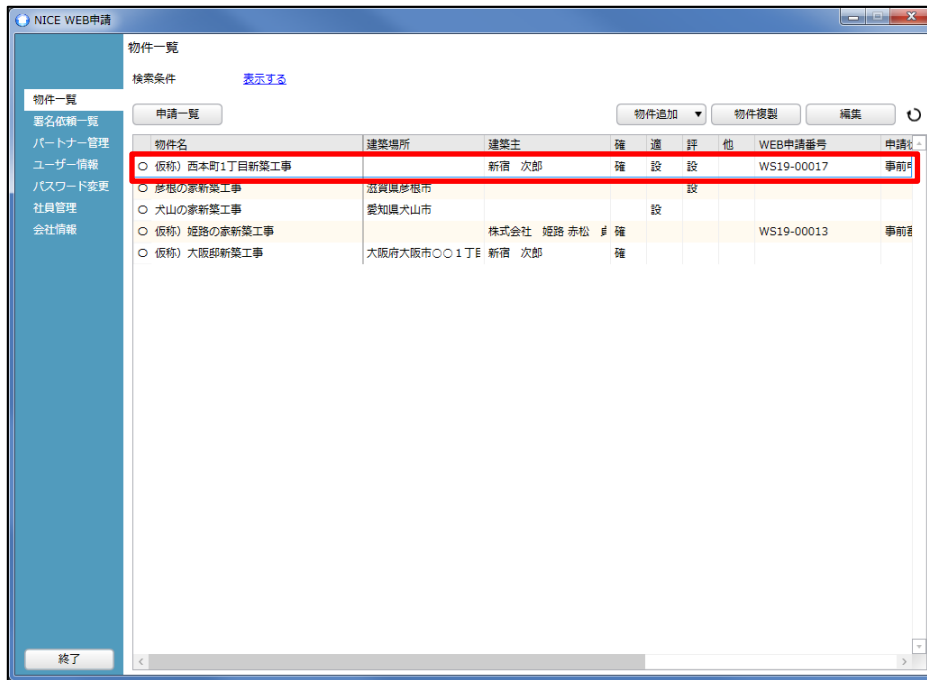 NICE WEB申請
物件一覧
検索条件 表示する
物件一覧
署名依頼一覧
パートナー管理
ユーザー情報
パスワード変更
社員管理
会社情報
申請一覧 物件追加 ▼ 物件複製 編集
物件名 建築場所 建築主 確 適 評 他 WEB申請番号 申請
○ 仮称）西本町1丁目新築工事 新宿 次郎 確 設 設 WS19-00017 事前
○ 彦根の家新築工事 滋賀県彦根市 設
○ 犬山の家新築工事 愛知県犬山市 設
○ 仮称）姫路の家新築工事 株式会社 姫路 赤松 確 WS19-00013 事前
○ 仮称）大阪邸新築工事 大阪府大阪市○○１丁目 新宿 次郎 確
終了